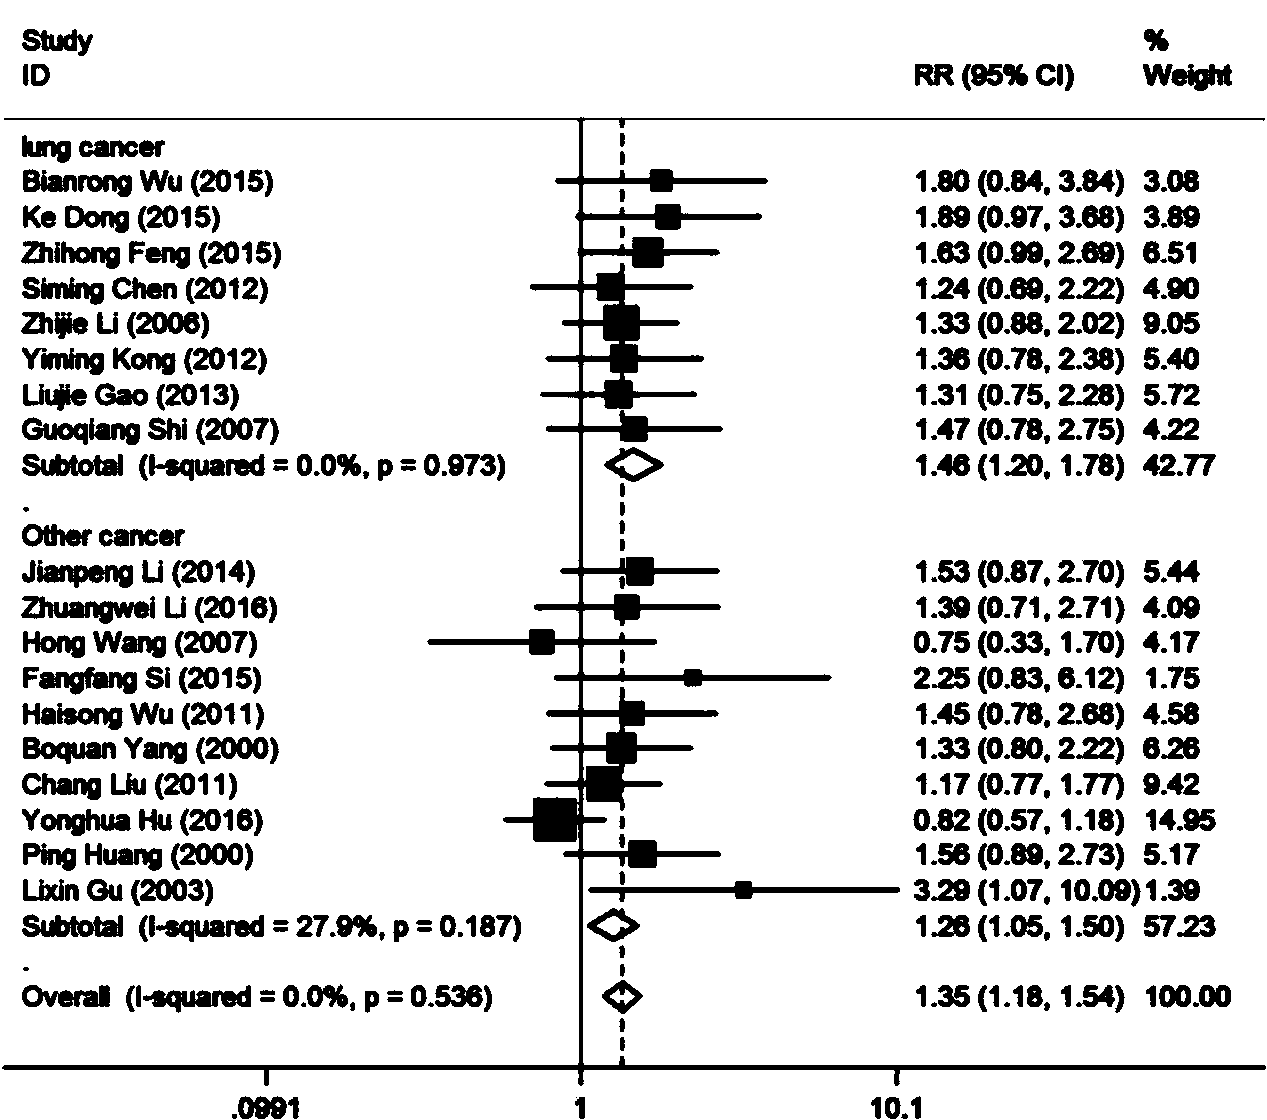 Study %
ID RR (95% CI) Weight
lung cancer
Bianrong Wu (2015) 1.80 (0.84, 3.84) 3.08
Ke Dong (2015) 1.89 (0.97, 3.68) 3.89
Zhihong Feng (2015) 1.63 (0.99, 2.69) 6.51
Siming Chen (2012) 1.24 (0.69, 2.22) 4.90
Zhijie Li (2006) 1.33 (0.88, 2.02) 9.05
Yiming Kong (2012) 1.36 (0.78, 2.38) 5.40
Liujie Gao (2013) 1.31 (0.75, 2.28) 5.72
Guoqiang Shi (2007) 1.47 (0.78, 2.75) 4.22
Subtotal (I-squared = 0.0%, p = 0.973) 1.46 (1.20, 1.78) 42.77
.
Other cancer
Jianpeng Li (2014) 1.53 (0.87, 2.70) 5.44
Zhuangwei Li (2016) 1.39 (0.71, 2.71) 4.09
Hong Wang (2007) 0.75 (0.33, 1.70) 4.17
Fangfang Si (2015) 2.25 (0.83, 6.12) 1.75
Haisong Wu (2011) 1.45 (0.78, 2.68) 4.58
Boquan Yang (2000) 1.33 (0.80, 2.22) 6.26
Chang Liu (2011) 1.17 (0.77, 1.77) 9.42
Yonghua Hu (2016) 0.82 (0.57, 1.18) 14.95
Ping Huang (2000) 1.56 (0.89, 2.73) 5.17
Lixin Gu (2003) 3.29 (1.07, 10.09) 1.39
Subtotal (I-squared = 27.9%, p = 0.187) 1.26 (1.05, 1.50) 57.23
.
Overall (I-squared = 0.0%, p = 0.536) 1.35 (1.18, 1.54) 100.00
.0991 1 10.1